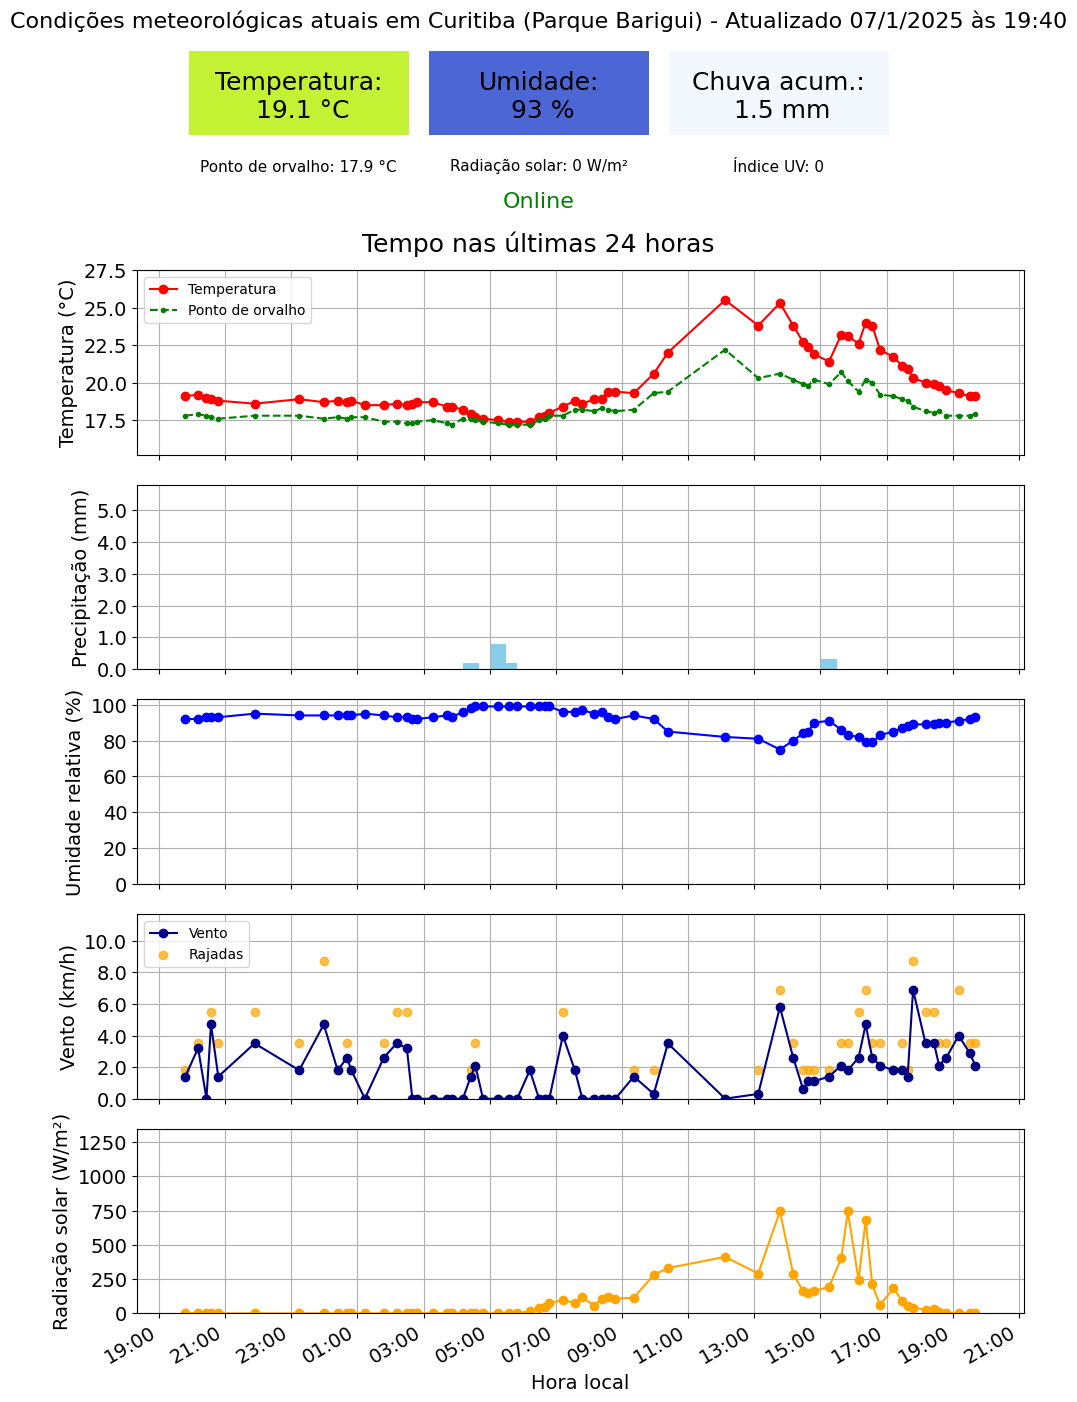 Condições meteorológicas atuais em Curitiba (Parque Barigui) - Atualizado 07/1/2025 às 19:40
Temperatura:
19.1 °C
Umidade:
93 %
Chuva acum.:
1.5 mm
Ponto de orvalho: 17.9 °C
Radiação solar: 0 W/m²
Índice UV: 0
Online
Tempo nas últimas 24 horas
Temperatura (°C)
27.5
25.0
22.5
20.0
17.5
Temperatura
Ponto de orvalho
Precipitação (mm)
5.0
4.0
3.0
2.0
1.0
0.0
Umidade relativa (%)
100
80
60
40
20
0
Vento (km/h)
10.0
8.0
6.0
4.0
2.0
0.0
Vento
Rajadas
Radiação solar (W/m²)
1250
1000
750
500
250
0
19:00
21:00
23:00
01:00
03:00
05:00
07:00
09:00
11:00
13:00
15:00
17:00
19:00
21:00
Hora local